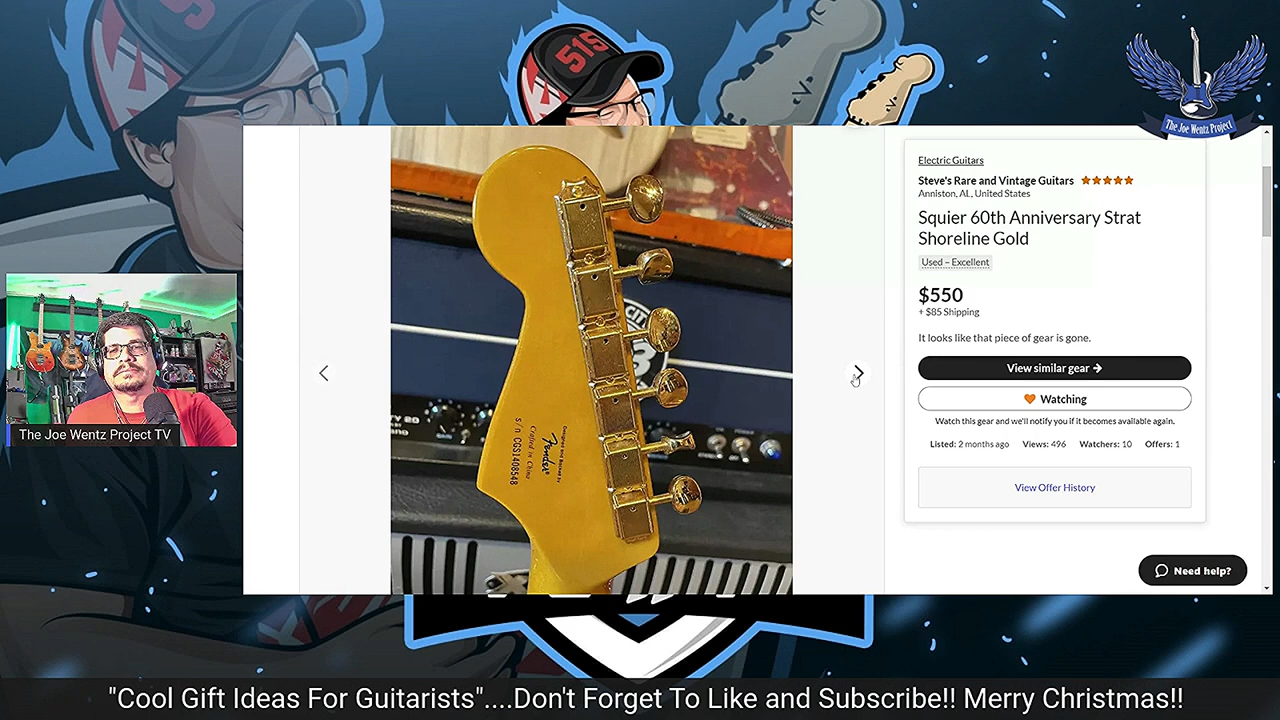 515
The Joe Wentz Project
Electric Guitars
Steve's Rare and Vintage Guitars
Anniston, AL, United States
Squier 60th Anniversary Strat
Shoreline Gold
Used – Excellent
$550
+ $85 Shipping
It looks like that piece of gear is gone.
View similar gear →
Watching
Watch this gear and we'll notify you if it becomes available again.
Listed: 2 months ago Views: 496 Watchers: 10 Offers: 1
View Offer History
Need help?
Designed and Backed by
Fender
Crafted in China
s/n CGS1408548
The Joe Wentz Project TV
"Cool Gift Ideas For Guitarists"....Don't Forget To Like and Subscribe!! Merry Christmas!!